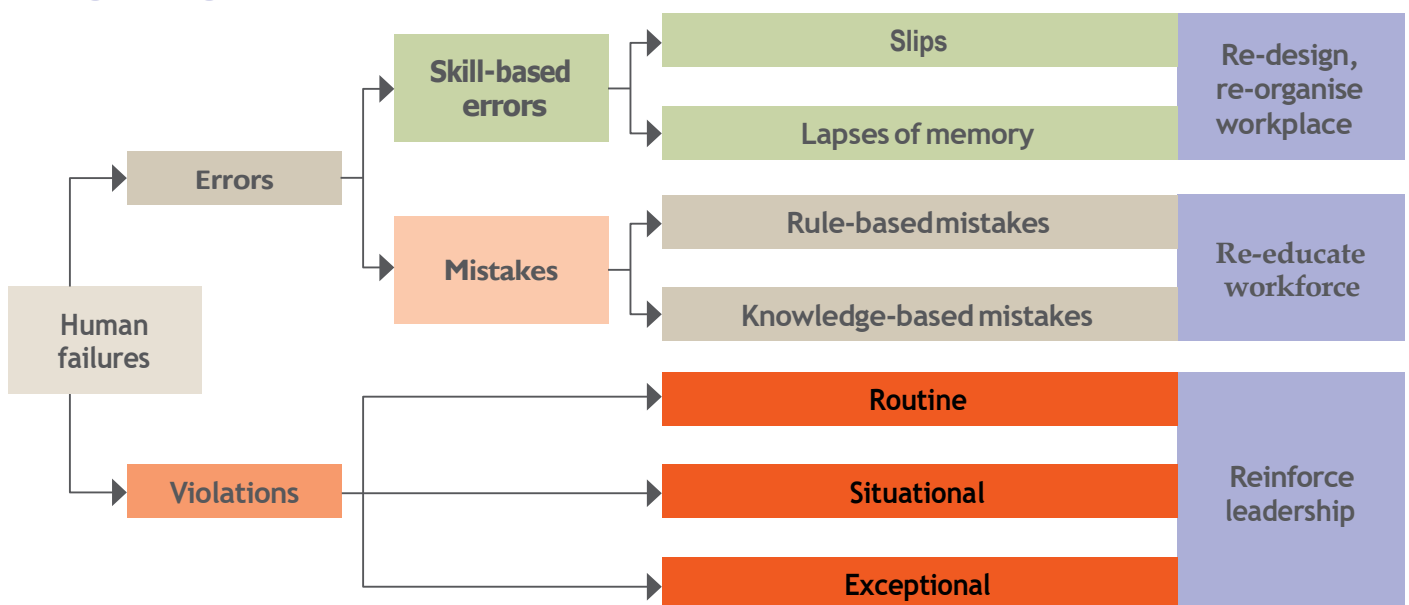 Slips
Skill-based
errors
Re-design,
re-organise
workplace
Lapses of memory
Errors
Rule-based mistakes
Mistakes
Re-educate
workforce
Knowledge-based mistakes
Human
failures
Routine
Violations
Situational
Reinforce
leadership
Exceptional